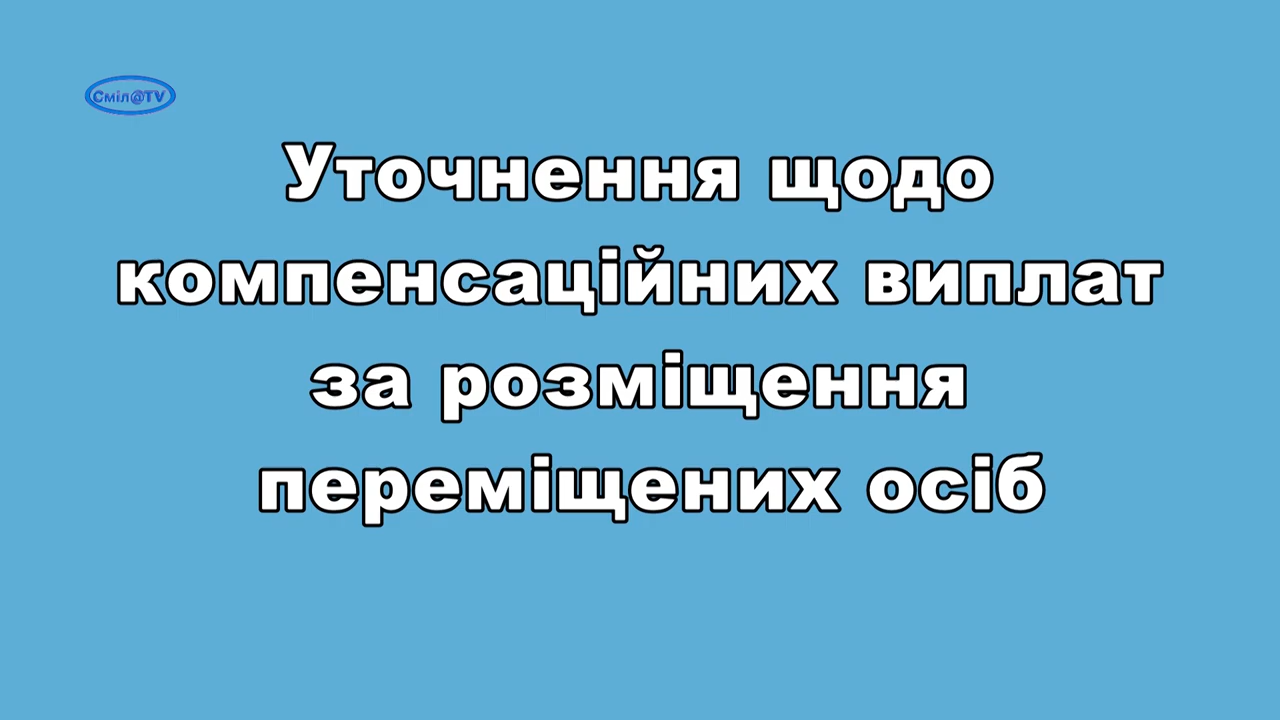 Сміл@TV
Уточнення щодо
компенсаційних виплат
за розміщення
переміщених осіб